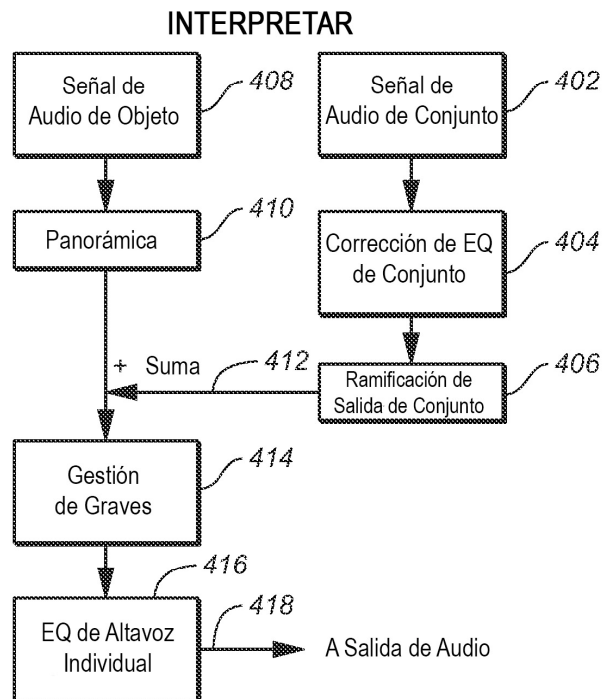 INTERPRETAR
Señal de
Audio de Objeto
408
Señal de
Audio de Conjunto
402
Panorámica
410
Corrección de EQ
de Conjunto
404
+ Suma
412
Ramificación de
Salida de Conjunto
406
Gestión
de Graves
414
EQ de Altavoz
Individual
416
418
A Salida de Audio